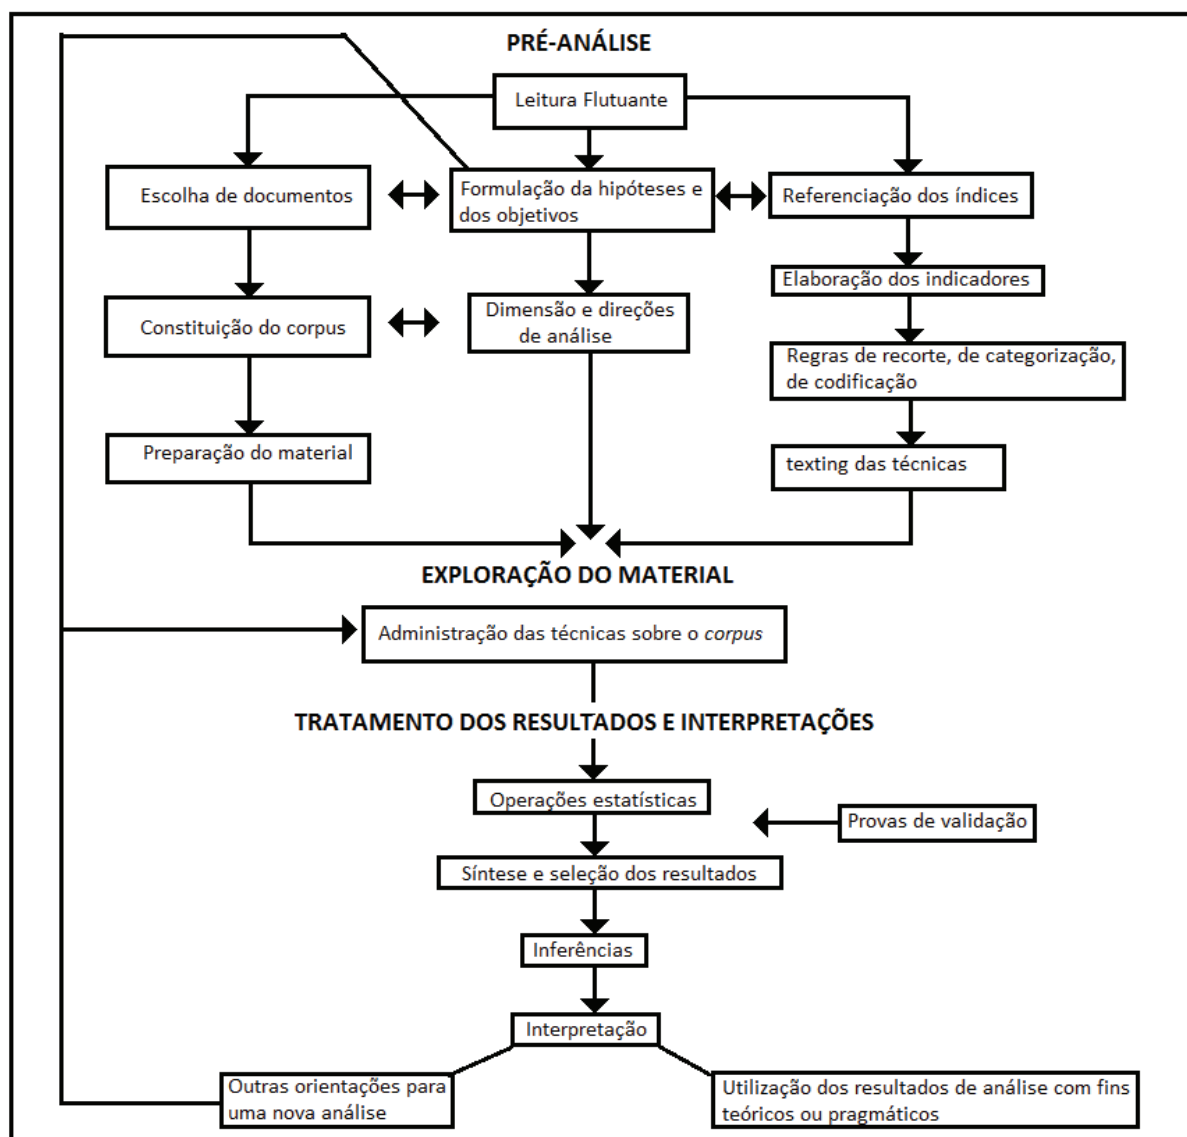 PRÉ-ANÁLISE
Leitura Flutuante
Escolha de documentos
Formulação da hipóteses e
dos objetivos
Referenciação dos índices
Elaboração dos indicadores
Constituição do corpus
Dimensão e direções
de análise
Regras de recorte, de categorização,
de codificação
Preparação do material
texting das técnicas
EXPLORAÇÃO DO MATERIAL
Administração das técnicas sobre o corpus
TRATAMENTO DOS RESULTADOS E INTERPRETAÇÕES
Operações estatísticas
Provas de validação
Síntese e seleção dos resultados
Inferências
Interpretação
Outras orientações para
uma nova análise
Utilização dos resultados de análise com fins
teóricos ou pragmáticos